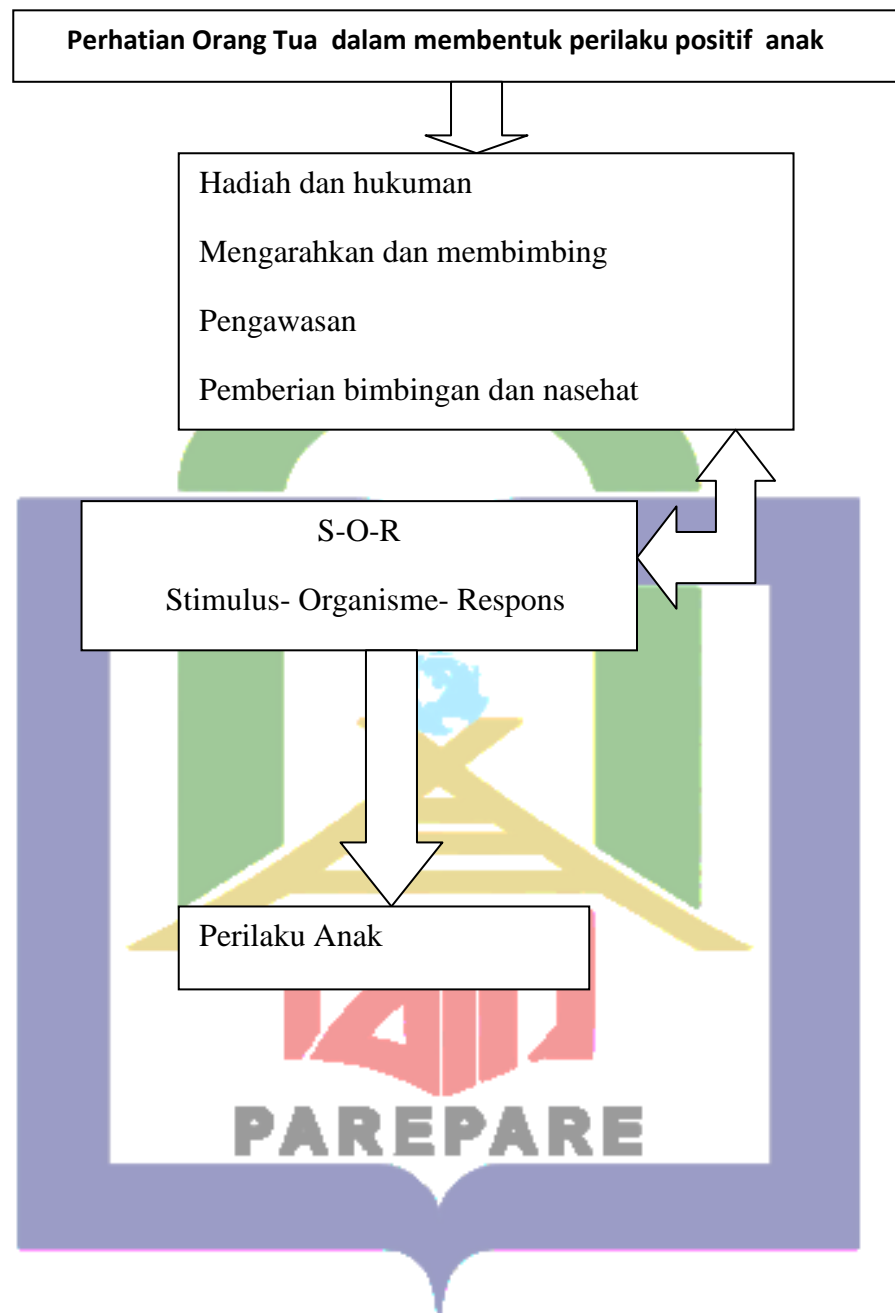 Perhatian Orang Tua dalam membentuk perilaku positif anak
Hadiah dan hukuman
Mengarahkan dan membimbing
Pengawasan
Pemberian bimbingan dan nasehat
S-O-R
Stimulus- Organisme- Respons
Perilaku Anak
PAREPARE